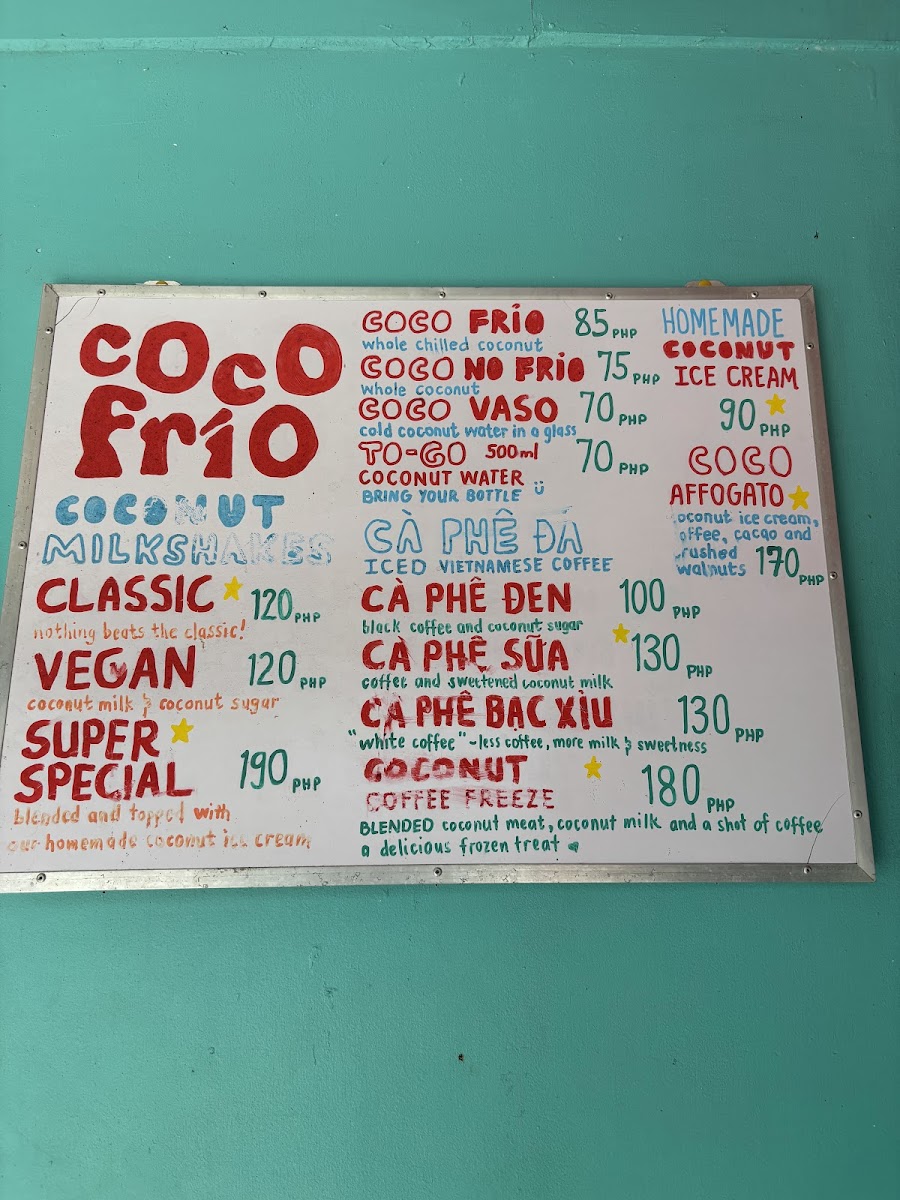 coco
frío
COCONUT
MILKSHAKES
CLASSIC 120 PHP
nothing beats the classic!
VEGAN 120 PHP
coconut milk & coconut sugar
SUPER
SPECIAL 190 PHP
blended and topped with
our homemade coconut ice cream
COCO FRÍO 85 PHP
whole chilled coconut
COCO NO FRÍO 75 PHP
whole coconut
COCO VASO 70 PHP
cold coconut water in a glass
TO-GO 500ml 70 PHP
COCONUT WATER
BRING YOUR BOTTLE
CÀ PHÊ ĐÁ
ICED VIETNAMESE COFFEE
CÀ PHÊ ĐEN 100 PHP
black coffee and coconut sugar
CÀ PHÊ SỮA 130 PHP
coffee and sweetened coconut milk
CÀ PHÊ BẠC XÌU 130 PHP
"white coffee" - less coffee, more milk & sweetness
COCONUT
COFFEE FREEZE 180 PHP
BLENDED coconut meat, coconut milk and a shot of coffee
a delicious frozen treat
HOMEMADE
COCONUT
ICE CREAM
90 PHP
COCO
AFFOGATO
coconut ice cream,
coffee, cacao and
crushed
walnuts 170 PHP